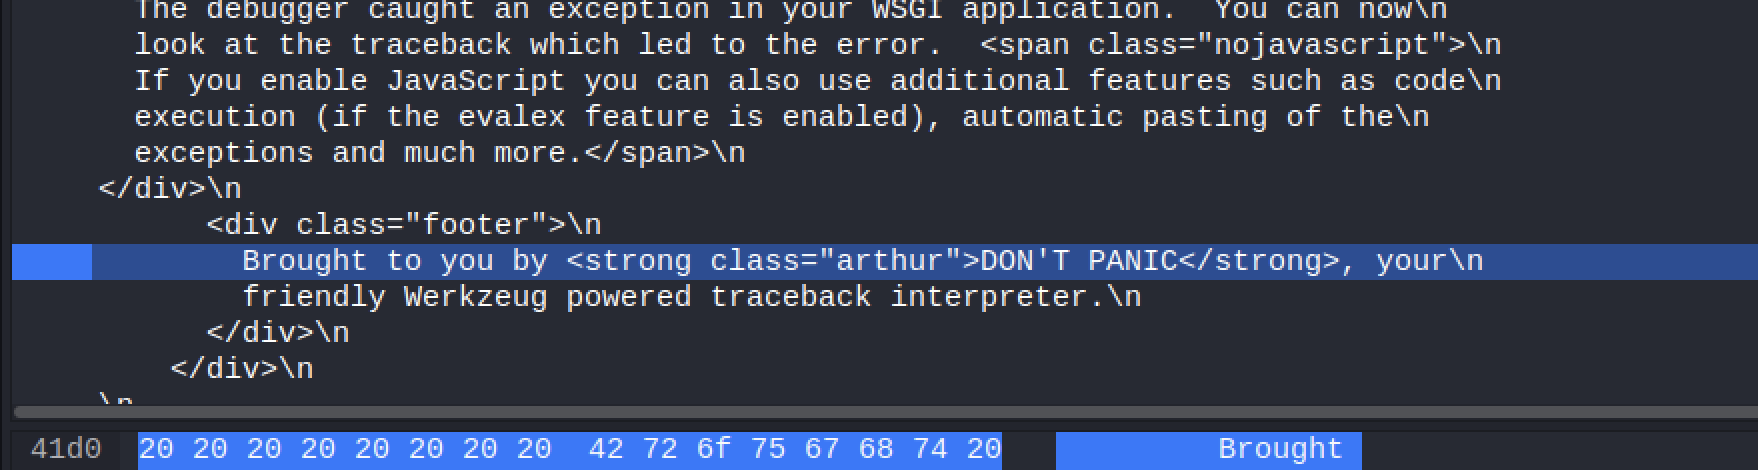 The debugger caught an exception in your WSGI application.  You can now\n
look at the traceback which led to the error.  <span class="nojavascript">\n
If you enable JavaScript you can also use additional features such as code\n
execution (if the evalex feature is enabled), automatic pasting of the\n
exceptions and much more.</span>\n
</div>\n
<div class="footer">\n
Brought to you by <strong class="arthur">DON'T PANIC</strong>, your\n
friendly Werkzeug powered traceback interpreter.\n
</div>\n
</div>\n
\n
41d0 20 20 20 20 20 20 20 20  42 72 6f 75 67 68 74 20 Brought